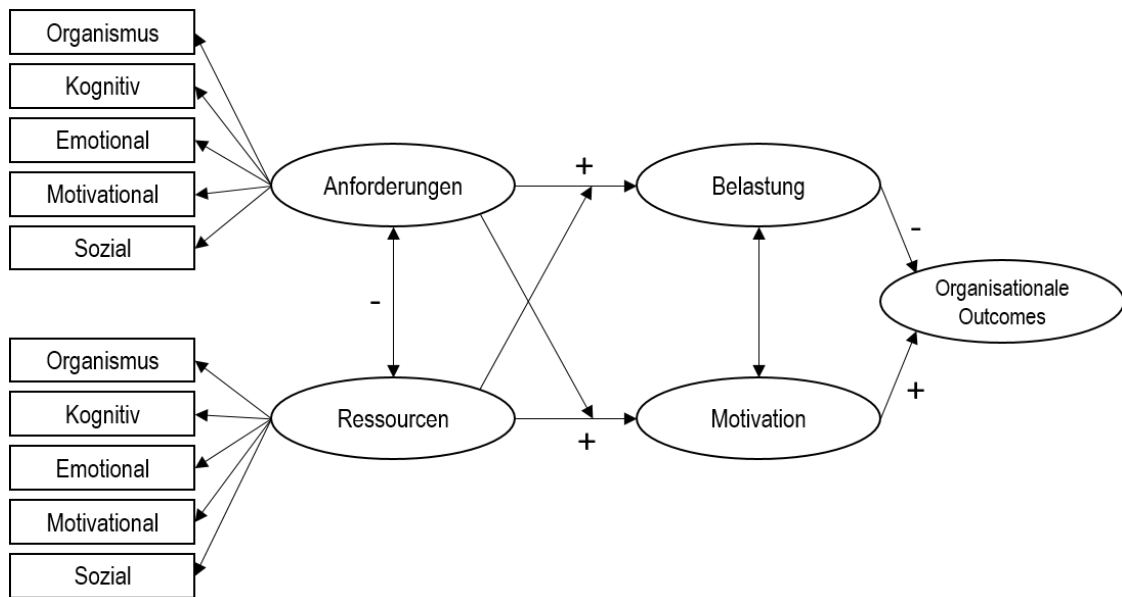 Organismus
Kognitiv
Emotional
Motivational
Sozial
Anforderungen
+
Belastung
-
Organisationale
Outcomes
-
Organismus
Kognitiv
Emotional
Motivational
Sozial
Ressourcen
+
Motivation
+